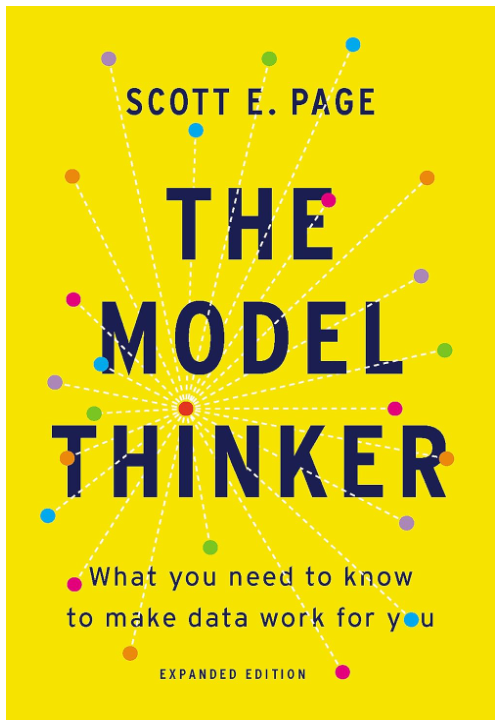 SCOTT E. PAGE
THE
MODEL
THINKER
What you need to know
to make data work for you
EXPANDED EDITION